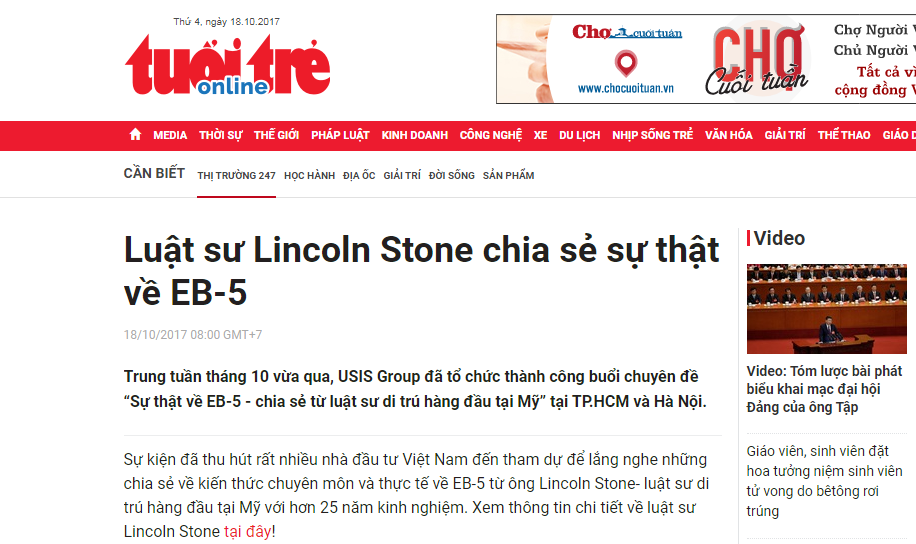 Thứ 4, ngày 18.10.2017
tuổi trẻ
online
Chợ cuối tuần
www.chocuoituan.vn
CHỢ
Cuối tuần
Chợ Người V
Chủ Người V
Tất cả vì
cộng đồng V
MEDIA THỜI SỰ THẾ GIỚI PHÁP LUẬT KINH DOANH CÔNG NGHỆ XE DU LỊCH NHỊP SỐNG TRẺ VĂN HÓA GIẢI TRÍ THỂ THAO GIÁO D
CẦN BIẾT THỊ TRƯỜNG 247 HỌC HÀNH ĐỊA ỐC GIẢI TRÍ ĐỜI SỐNG SẢN PHẨM
Luật sư Lincoln Stone chia sẻ sự thật
về EB-5
18/10/2017 08:00 GMT+7
Trung tuần tháng 10 vừa qua, USIS Group đã tổ chức thành công buổi chuyên đề
“Sự thật về EB-5 - chia sẻ từ luật sư di trú hàng đầu tại Mỹ” tại TP.HCM và Hà Nội.
Sự kiện đã thu hút rất nhiều nhà đầu tư Việt Nam đến tham dự để lắng nghe những
chia sẻ về kiến thức chuyên môn và thực tế về EB-5 từ ông Lincoln Stone- luật sư di
trú hàng đầu tại Mỹ với hơn 25 năm kinh nghiệm. Xem thông tin chi tiết về luật sư
Lincoln Stone tại đây!
Video
Video: Tóm lược bài phát
biểu khai mạc đại hội
Đảng của ông Tập
Giáo viên, sinh viên đặt
hoa tưởng niệm sinh viên
tử vong do bêtông rơi
trúng